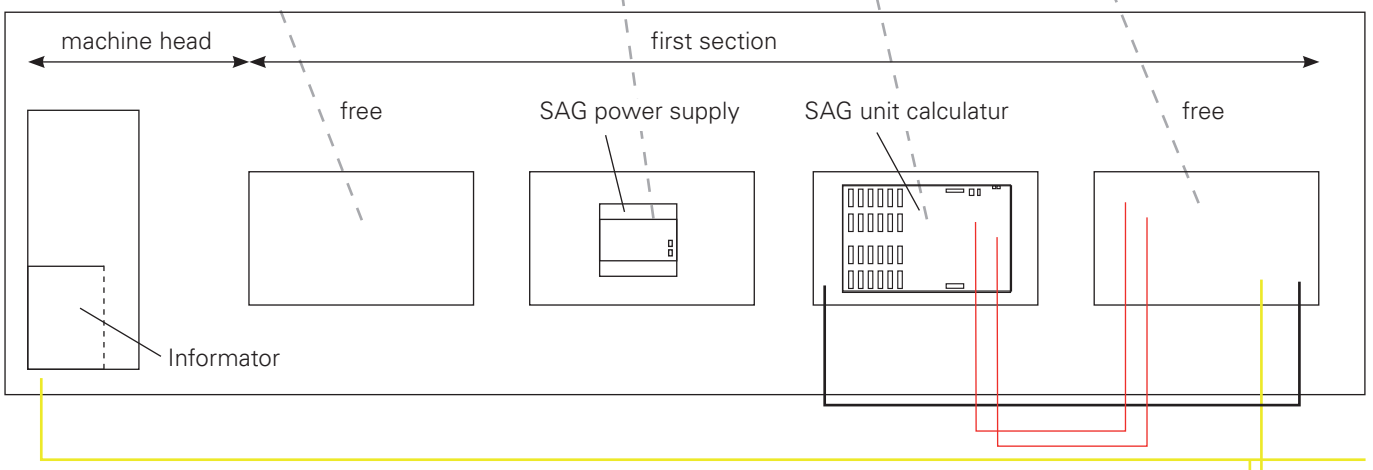 machine head
first section
free
SAG power supply
SAG unit calculatur
free
Informator